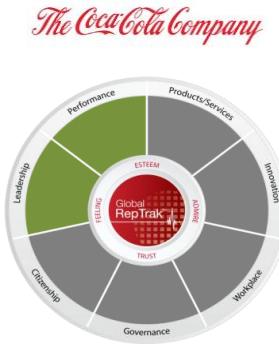 The Coca-Cola Company
Performance
Products/Services
Innovation
Workplace
Governance
Citizenship
Leadership
ESTEEM
ADMIRE
TRUST
FEELING
Global
RepTrak